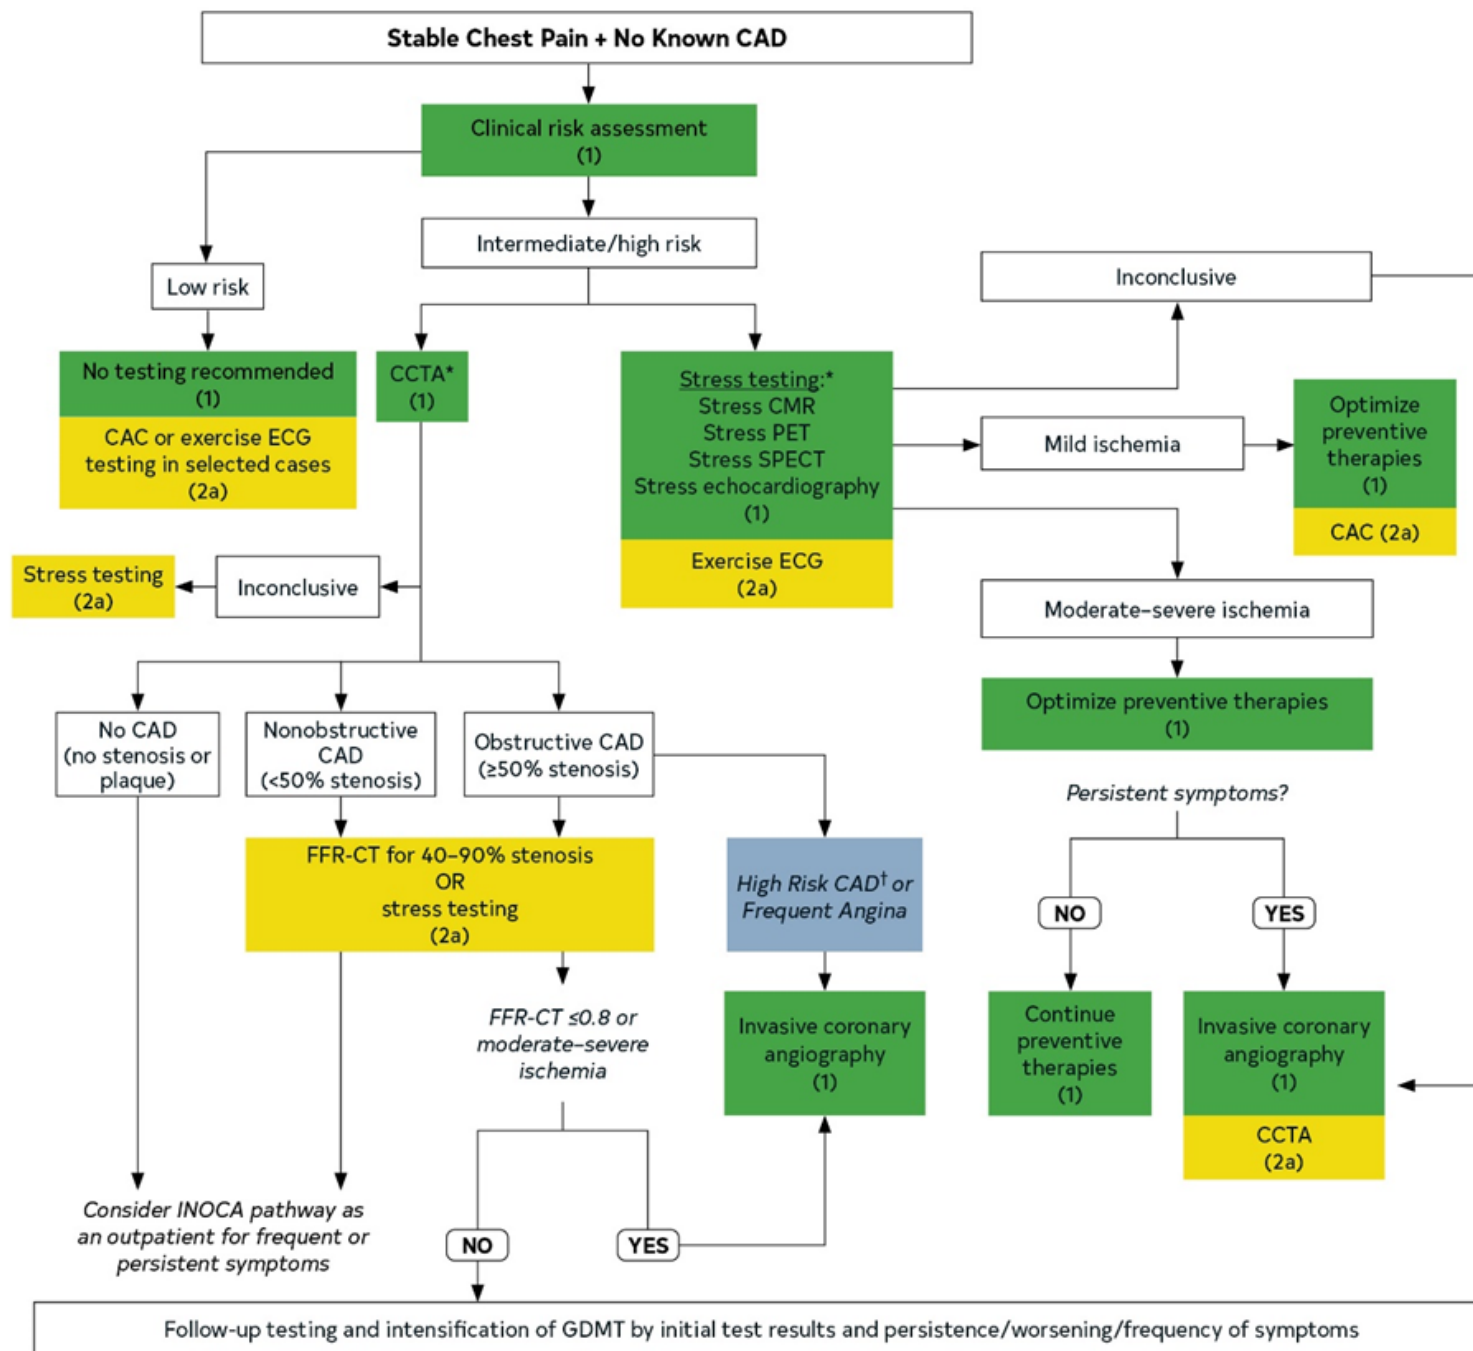 Stable Chest Pain + No Known CAD
Clinical risk assessment
(1)
Intermediate/high risk
Low risk
Inconclusive
No testing recommended
(1)
CAC or exercise ECG
testing in selected cases
(2a)
CCTA*
(1)
Stress testing:*
Stress CMR
Stress PET
Stress SPECT
Stress echocardiography
(1)
Exercise ECG
(2a)
Mild ischemia
Optimize
preventive
therapies
(1)
CAC (2a)
Stress testing
(2a)
Inconclusive
Moderate–severe ischemia
Optimize preventive therapies
(1)
No CAD
(no stenosis or
plaque)
Nonobstructive
CAD
(<50% stenosis)
Obstructive CAD
(≥50% stenosis)
Persistent symptoms?
FFR-CT for 40–90% stenosis
OR
stress testing
(2a)
High Risk CAD† or
Frequent Angina
NO
YES
FFR-CT ≤0.8 or
moderate–severe
ischemia
Invasive coronary
angiography
(1)
Continue
preventive
therapies
(1)
Invasive coronary
angiography
(1)
CCTA
(2a)
Consider INOCA pathway as
an outpatient for frequent or
persistent symptoms
NO
YES
Follow-up testing and intensification of GDMT by initial test results and persistence/worsening/frequency of symptoms